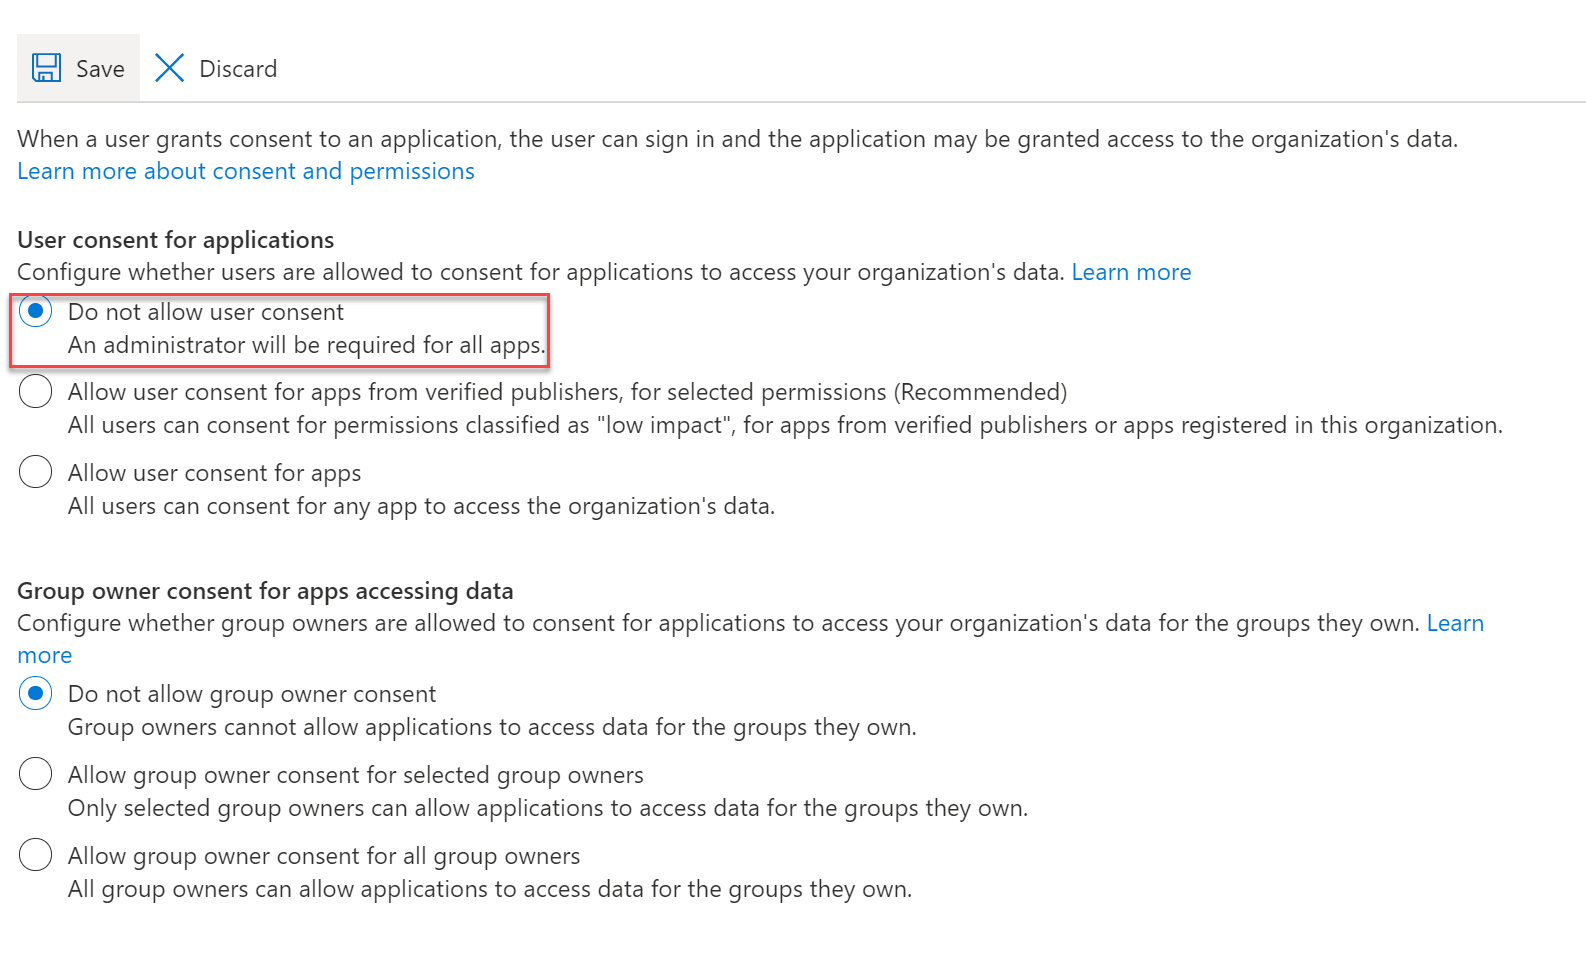 Save Discard
When a user grants consent to an application, the user can sign in and the application may be granted access to the organization's data.
Learn more about consent and permissions
User consent for applications
Configure whether users are allowed to consent for applications to access your organization's data. Learn more
Do not allow user consent
An administrator will be required for all apps.
Allow user consent for apps from verified publishers, for selected permissions (Recommended)
All users can consent for permissions classified as "low impact", for apps from verified publishers or apps registered in this organization.
Allow user consent for apps
All users can consent for any app to access the organization's data.
Group owner consent for apps accessing data
Configure whether group owners are allowed to consent for applications to access your organization's data for the groups they own. Learn
more
Do not allow group owner consent
Group owners cannot allow applications to access data for the groups they own.
Allow group owner consent for selected group owners
Only selected group owners can allow applications to access data for the groups they own.
Allow group owner consent for all group owners
All group owners can allow applications to access data for the groups they own.